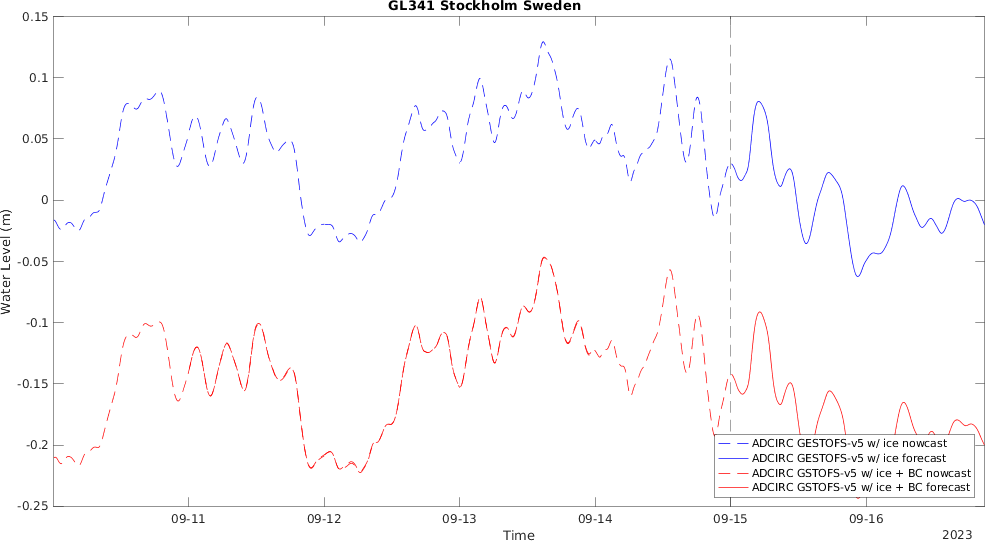 GL341 Stockholm Sweden
0.15
0.1
0.05
0
-0.05
-0.1
-0.15
-0.2
-0.25
Water Level (m)
ADCIRC GESTOFS-v5 w/ ice nowcast
ADCIRC GESTOFS-v5 w/ ice forecast
ADCIRC GSTOFS-v5 w/ ice + BC nowcast
ADCIRC GSTOFS-v5 w/ ice + BC forecast
09-11 09-12 09-13 09-14 09-15 09-16
Time
2023